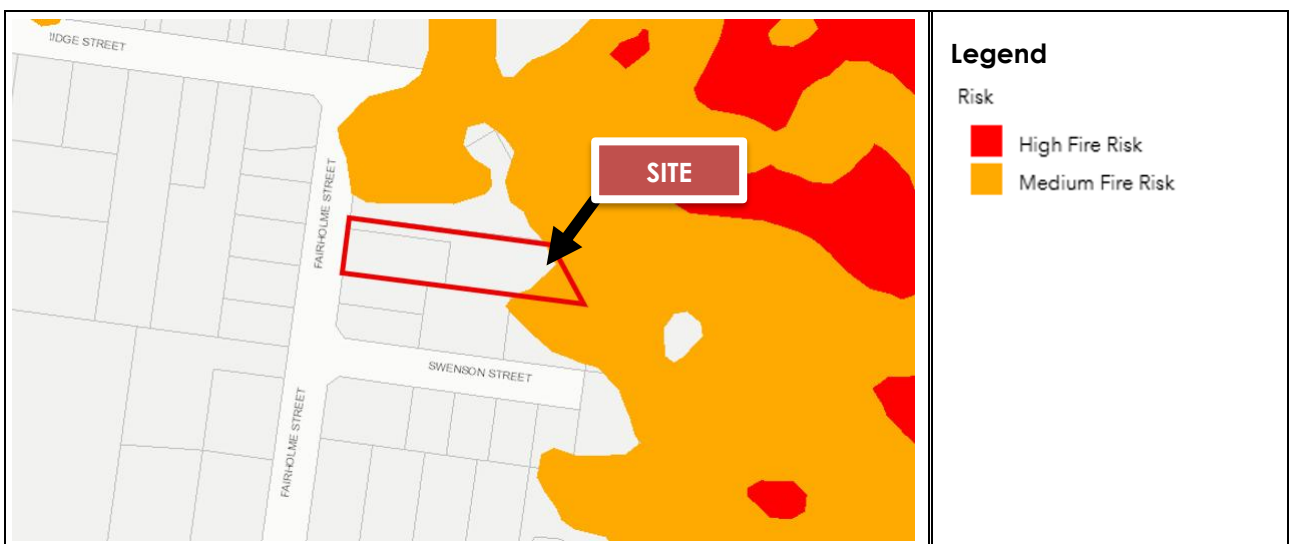 IDGE STREET
FAIRHOLME STREET
SITE
SWENSON STREET
FAIRHOLME STREET
Legend
Risk
High Fire Risk
Medium Fire Risk